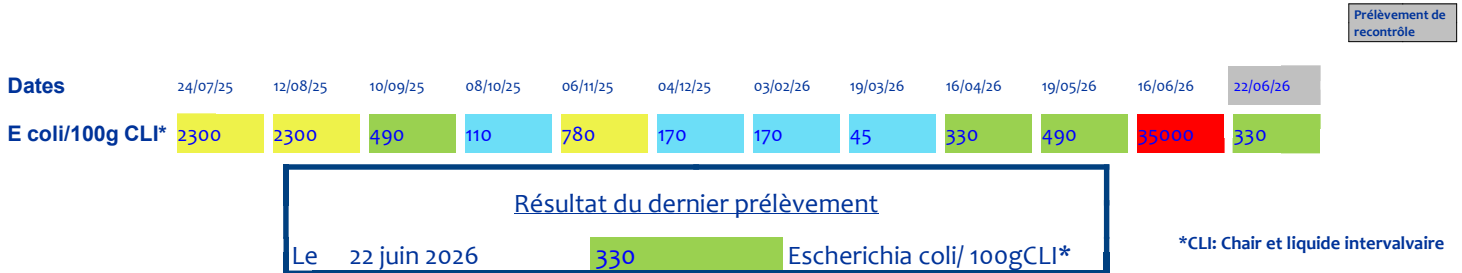 Prélèvement de
recontrôle
Dates 24/07/25 12/08/25 10/09/25 08/10/25 06/11/25 04/12/25 03/02/26 19/03/26 16/04/26 19/05/26 16/06/26 22/06/26
E coli/100g CLI* 2300 2300 490 110 780 170 170 45 330 490 35000 330
Résultat du dernier prélèvement
Le 22 juin 2026 330 Escherichia coli/ 100gCLI*
*CLI: Chair et liquide intervalvaire